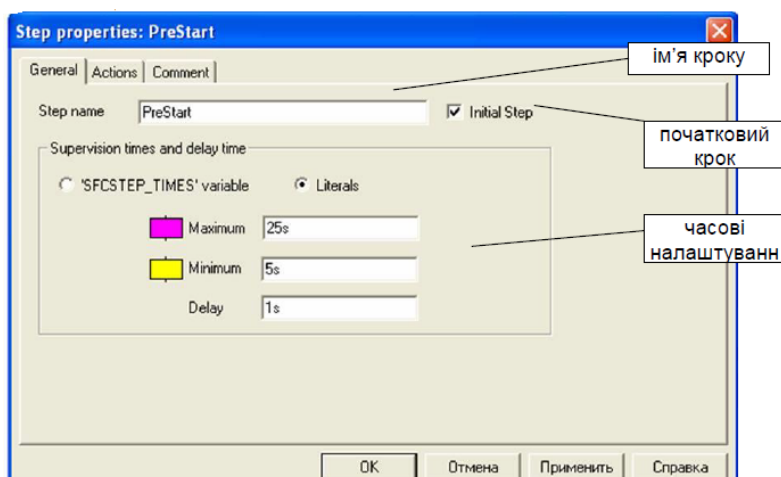 Step properties: PreStart
ім’я кроку
General Actions Comment
Step name PreStart Initial Step
початковий
крок
Supervision times and delay time
'SFCSTEP_TIMES' variable Literals
Maximum 25s
часові
налаштуванн
Minimum 5s
Delay 1s
OK Отмена Применить Справка